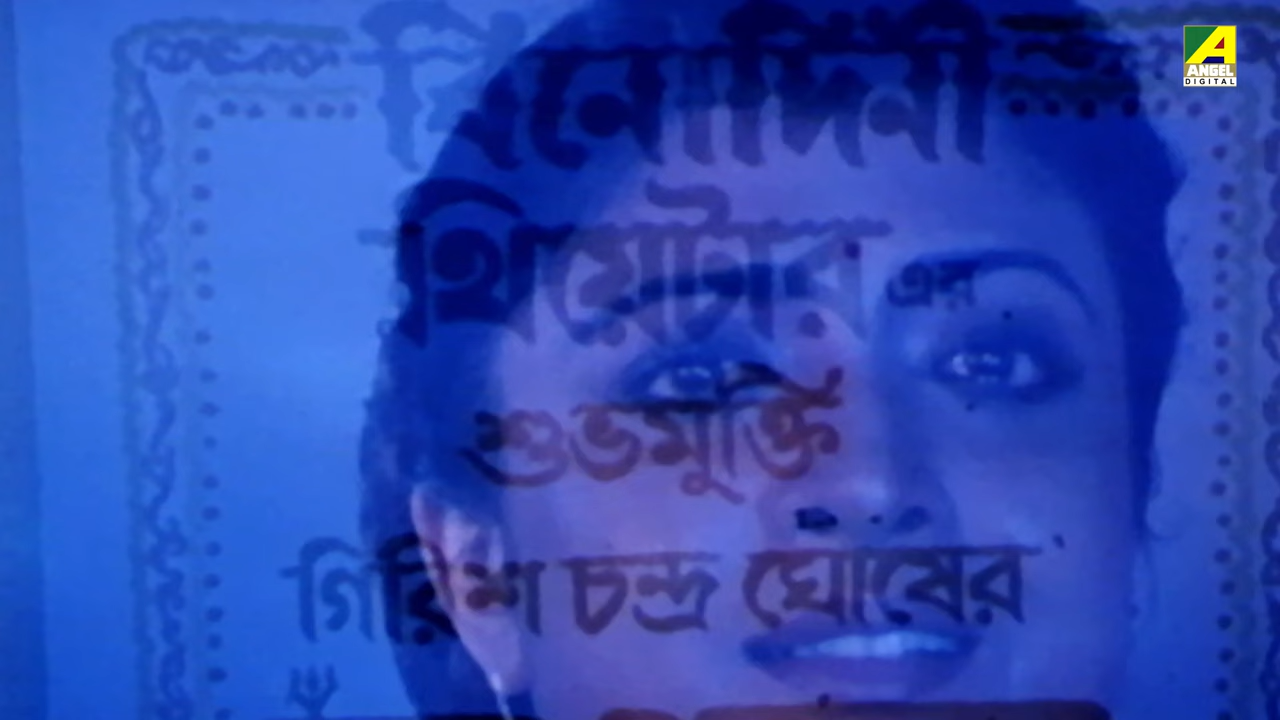 বিনোদিনী
থিয়েটার এর
শুভমুক্তি
গিরিশ চন্দ্র ঘোষের
ANGEL
DIGITAL